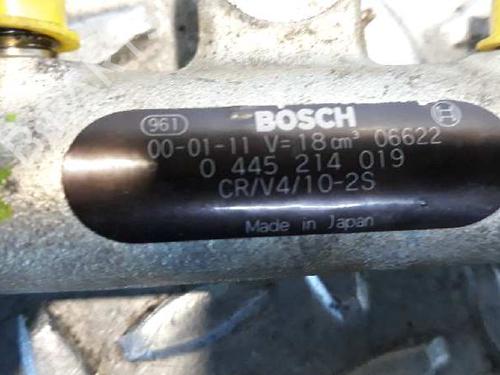 961 BOSCH
00-01-11 V=18cm³ 06622
0 445 214 019
CR/V4/10-2S
Made in Japan